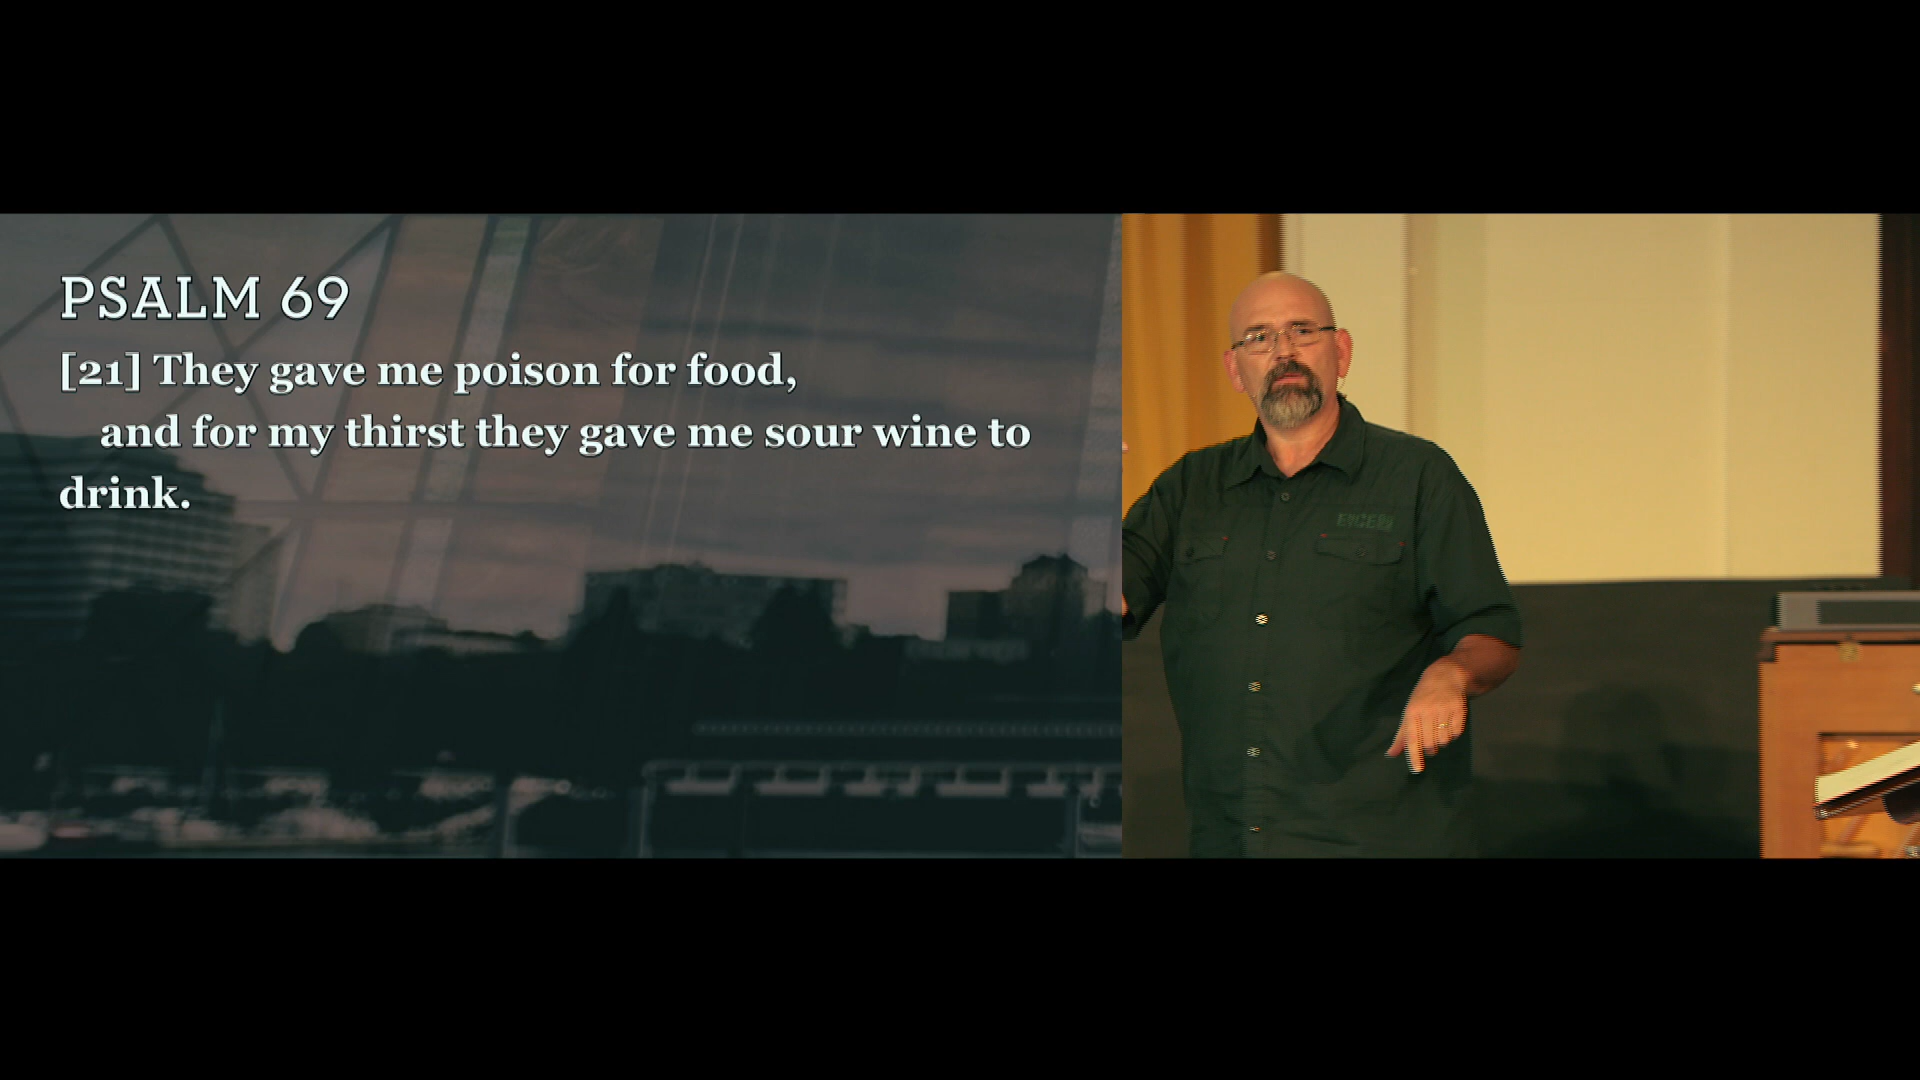 PSALM 69
[21] They gave me poison for food,
and for my thirst they gave me sour wine to
drink.